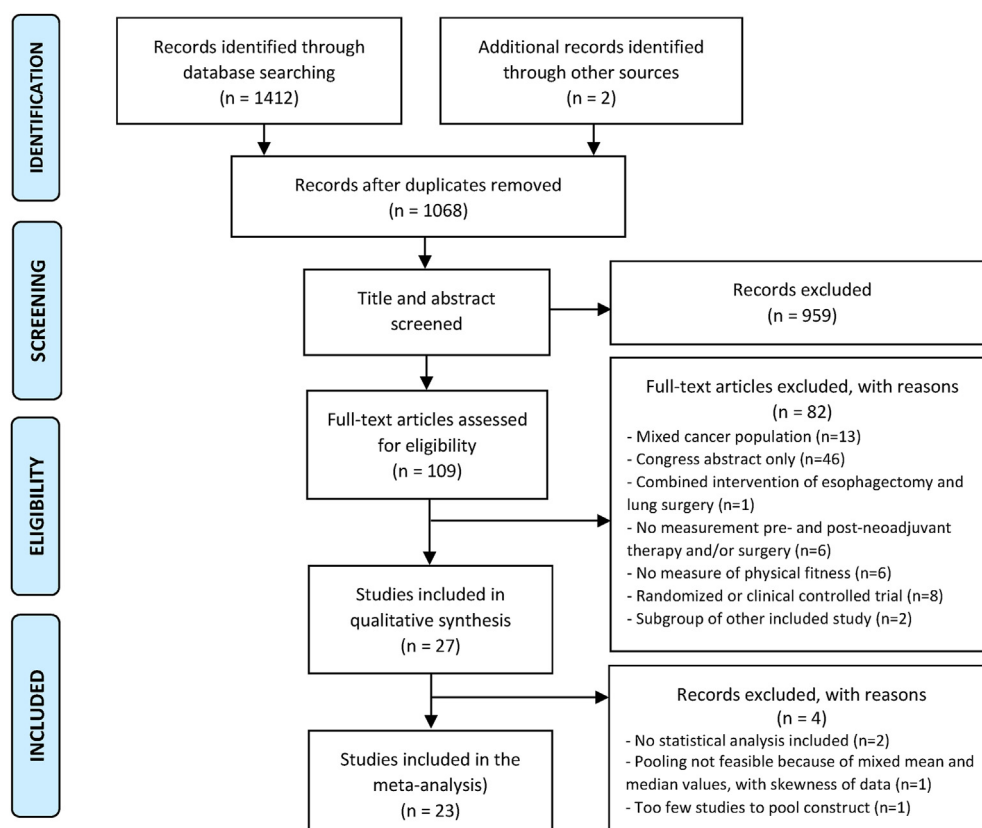 IDENTIFICATION
Records identified through
database searching
(n = 1412)
Additional records identified
through other sources
(n = 2)
Records after duplicates removed
(n = 1068)
SCREENING
Title and abstract
screened
Records excluded
(n = 959)
ELIGIBILITY
Full-text articles assessed
for eligibility
(n = 109)
Full-text articles excluded, with reasons
(n = 82)
- Mixed cancer population (n=13)
- Congress abstract only (n=46)
- Combined intervention of esophagectomy and
lung surgery (n=1)
- No measurement pre- and post-neoadjuvant
therapy and/or surgery (n=6)
- No measure of physical fitness (n=6)
- Randomized or clinical controlled trial (n=8)
- Subgroup of other included study (n=2)
Studies included in
qualitative synthesis
(n = 27)
INCLUDED
Records excluded, with reasons
(n = 4)
- No statistical analysis included (n=2)
- Pooling not feasible because of mixed mean and
median values, with skewness of data (n=1)
- Too few studies to pool construct (n=1)
Studies included in the
meta-analysis)
(n = 23)